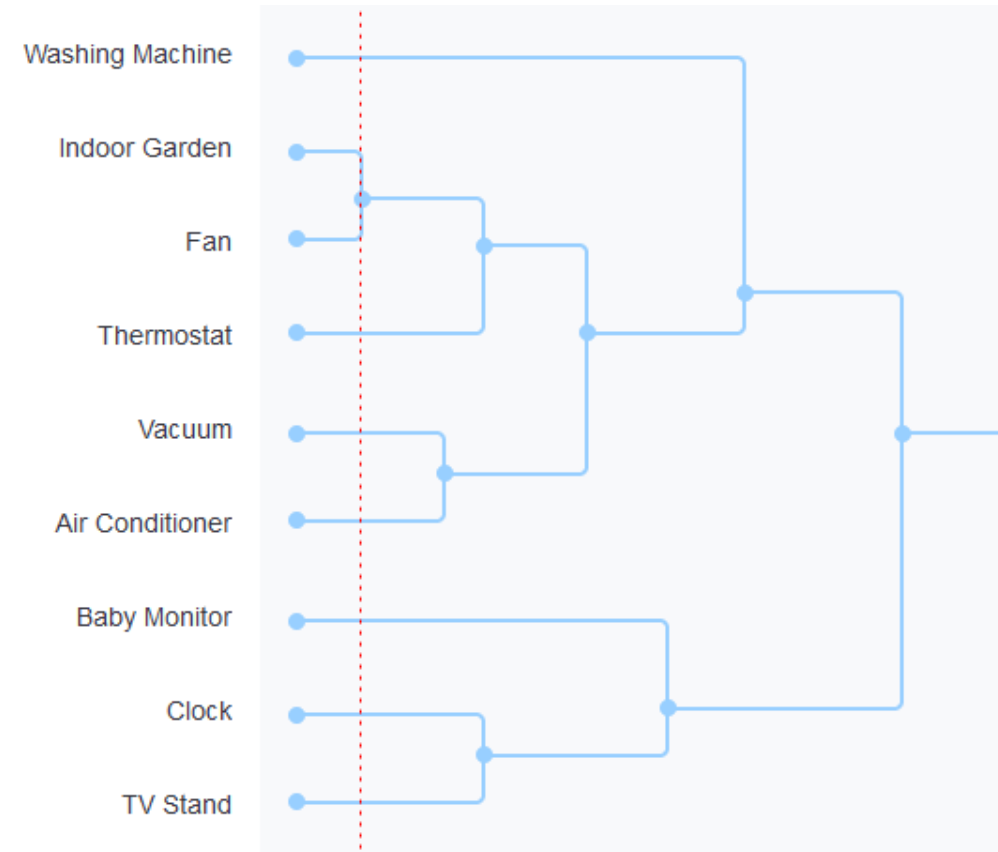 Washing Machine
Indoor Garden
Fan
Thermostat
Vacuum
Air Conditioner
Baby Monitor
Clock
TV Stand